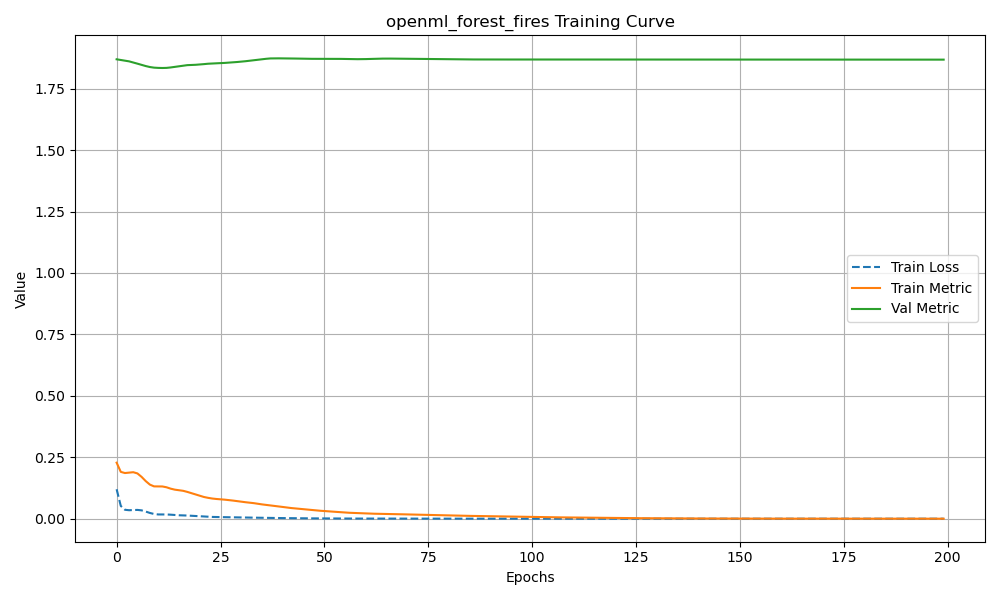 openml_forest_fires Training Curve
1.75
1.50
1.25
1.00
0.75
0.50
0.25
0.00
Value
Train Loss
Train Metric
Val Metric
0 25 50 75 100 125 150 175 200
Epochs